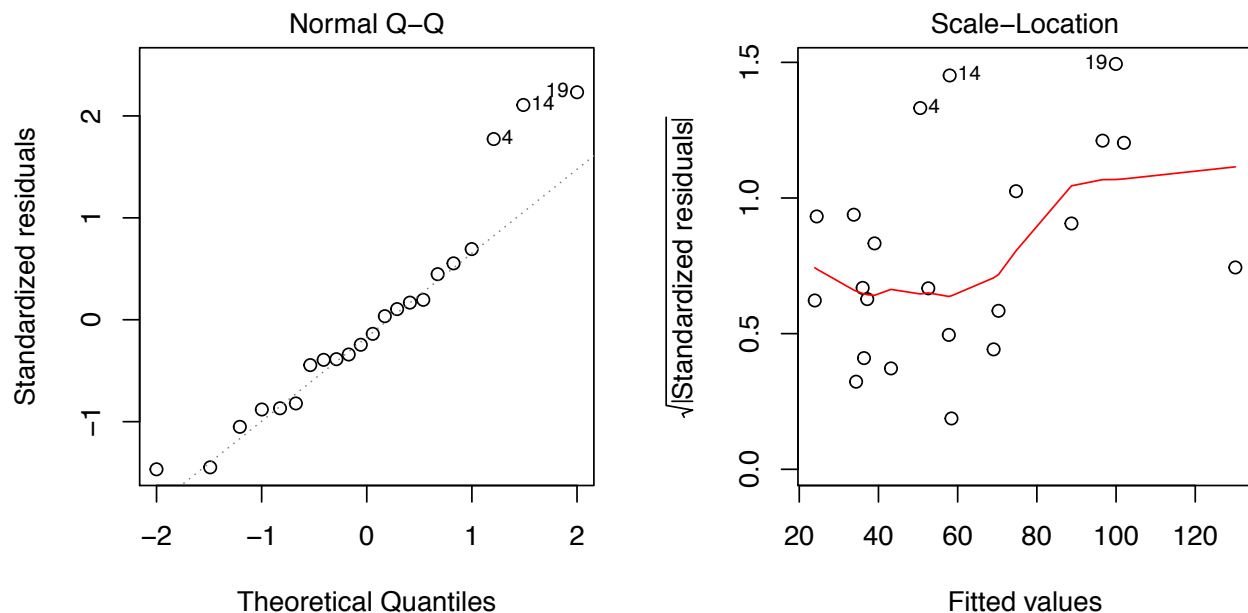 Normal Q−Q
Standardized residuals
2
1
0
−1
19
14
4
−2 −1 0 1 2
Theoretical Quantiles
Scale−Location
√|Standardized residuals|
1.5
1.0
0.5
0.0
19
14
4
20 40 60 80 100 120
Fitted values